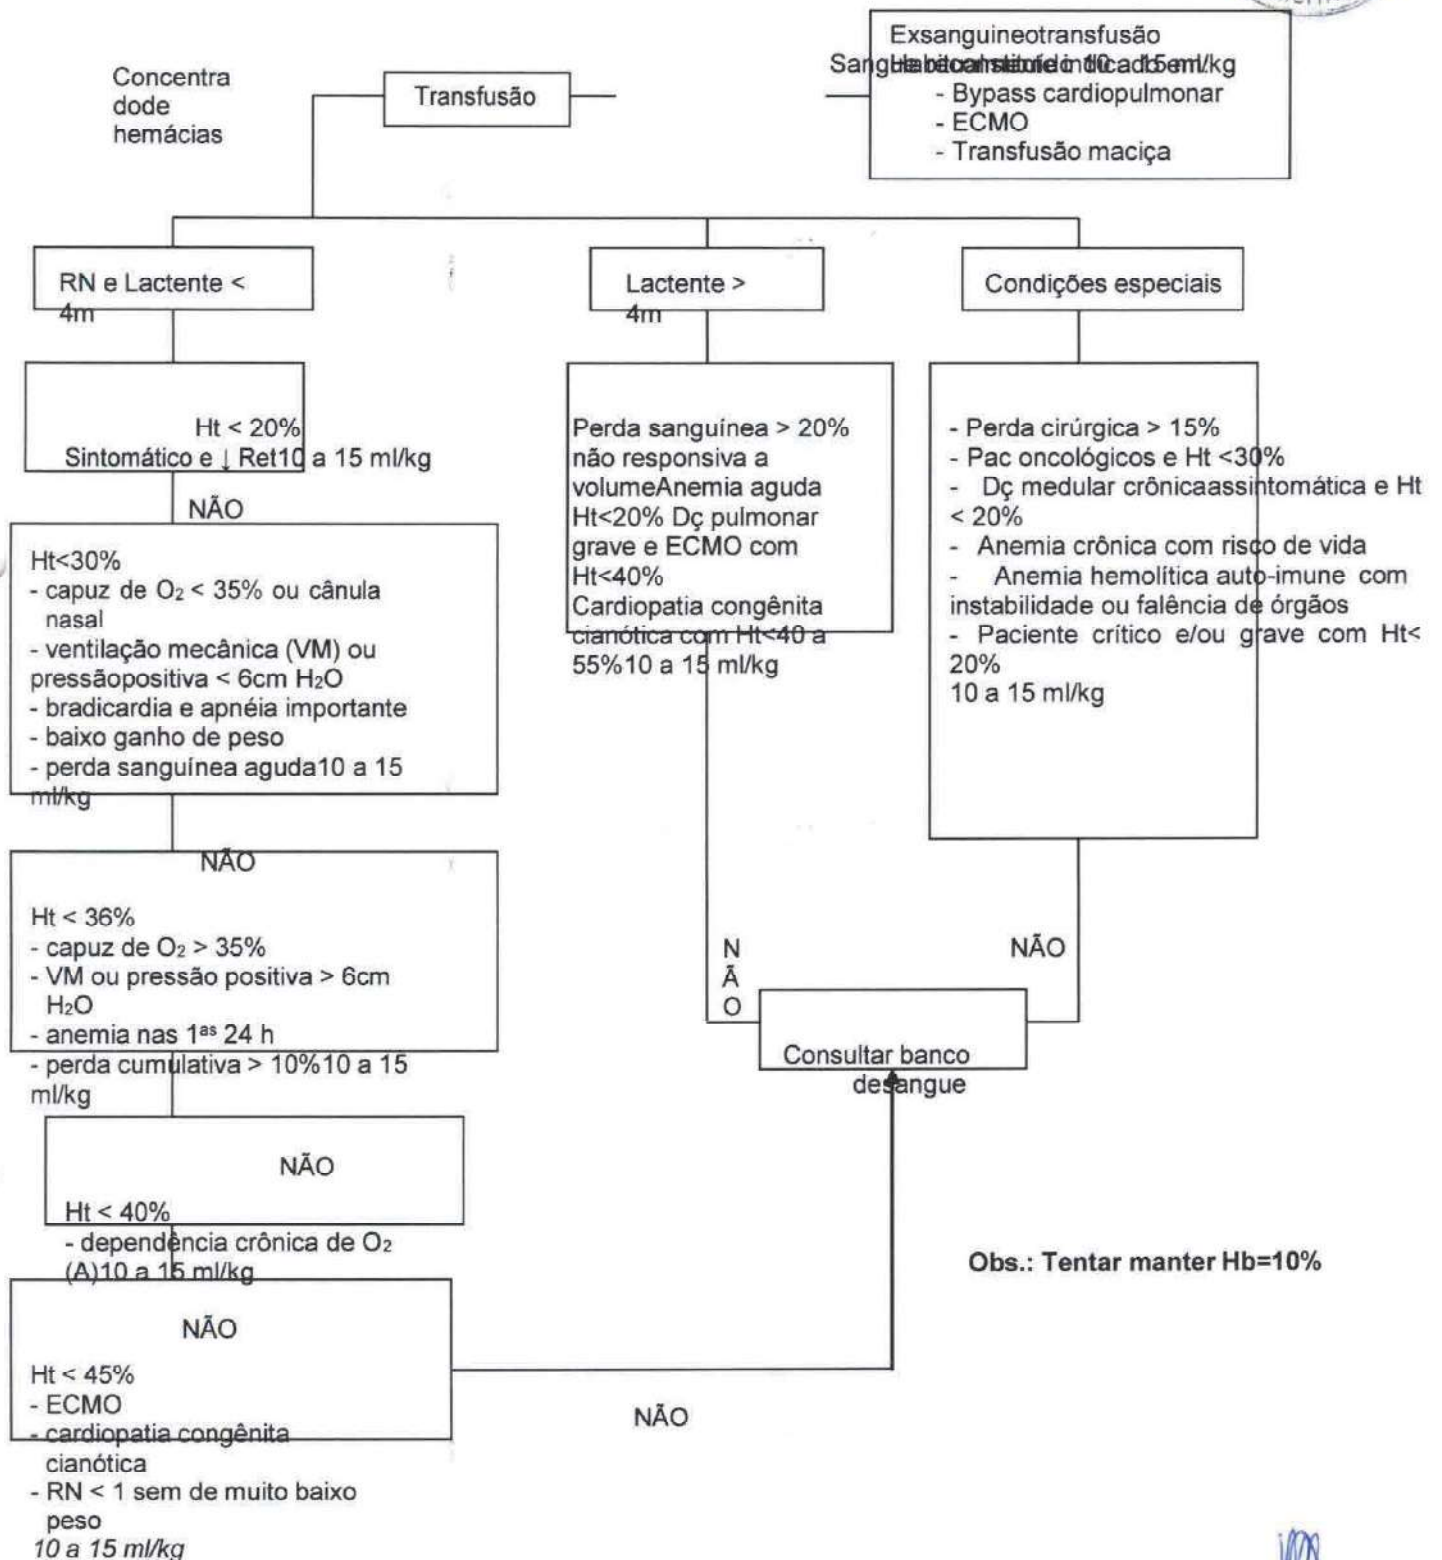 Concentra
dode
hemácias
Transfusão
Exsanguineotransfusão
- Bypass cardiopulmonar
- ECMO
- Transfusão maciça
RN e Lactente <
4m
Lactente >
4m
Condições especiais
Ht < 20%
Sintomático e ↓ Ret10 a 15 ml/kg
NÃO
Ht<30%
- capuz de O₂ < 35% ou cânula
nasal
- ventilação mecânica (VM) ou
pressãopositiva < 6cm H₂O
- bradicardia e apnéia importante
- baixo ganho de peso
- perda sanguínea aguda10 a 15
ml/kg
NÃO
Ht < 36%
- capuz de O₂ > 35%
- VM ou pressão positiva > 6cm
H₂O
- anemia nas 1ᵃˢ 24 h
- perda cumulativa > 10%10 a 15
ml/kg
NÃO
Ht < 40%
- dependência crônica de O₂
(A)10 a 15 ml/kg
NÃO
Ht < 45%
- ECMO
- cardiopatia congênita
cianótica
- RN < 1 sem de muito baixo
peso
10 a 15 ml/kg
NÃO
Perda sanguínea > 20%
não responsiva a
volumeAnemia aguda
Ht<20% Dç pulmonar
grave e ECMO com
Ht<40%
Cardiopatia congênita
cianótica com Ht<40 a
55%10 a 15 ml/kg
N
Ã
O
- Perda cirúrgica > 15%
- Pac oncológicos e Ht <30%
- Dç medular crônicaassintomática e Ht
< 20%
- Anemia crônica com risco de vida
- Anemia hemolítica auto-imune com
instabilidade ou falência de órgãos
- Paciente crítico e/ou grave com Ht<
20%
10 a 15 ml/kg
NÃO
Consultar banco
desangue
Obs.: Tentar manter Hb=10%